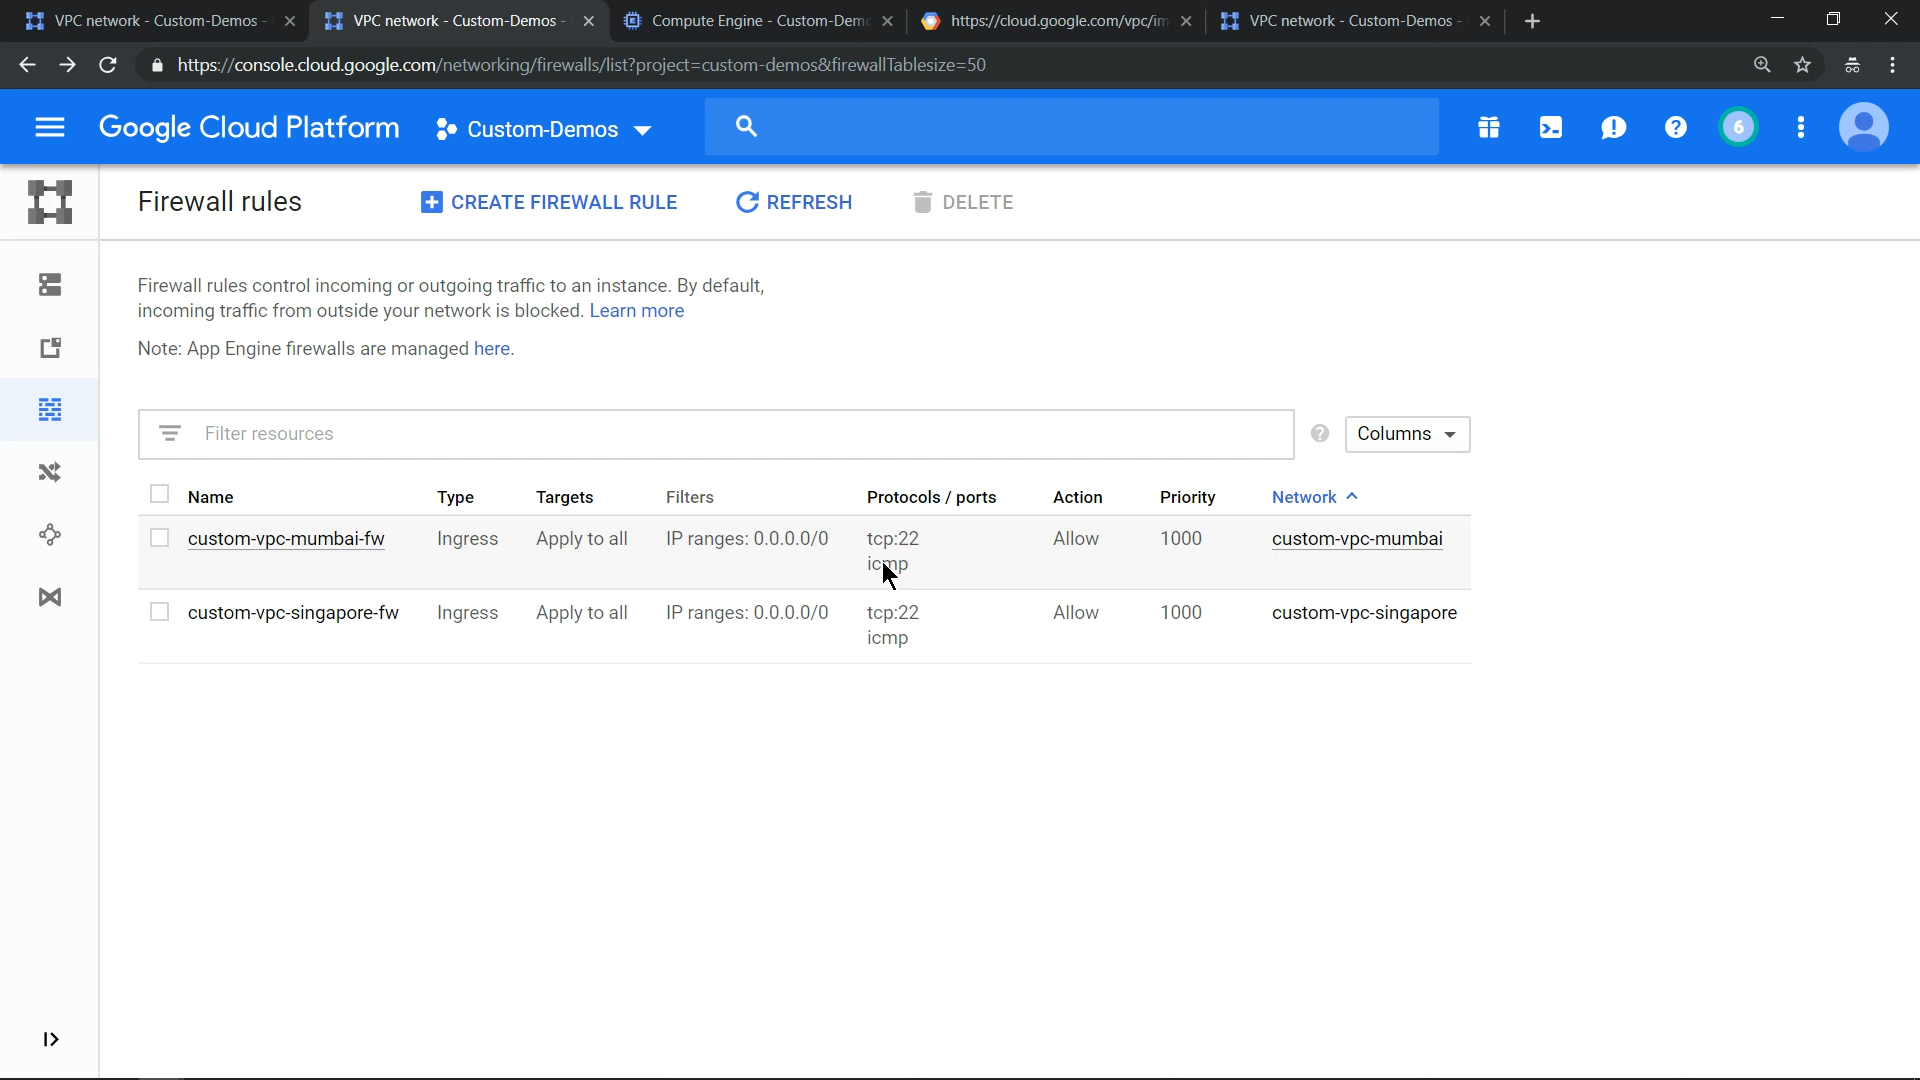 VPC network - Custom-Demos -
VPC network - Custom-Demos -
Compute Engine - Custom-Dem
https://cloud.google.com/vpc/im
VPC network - Custom-Demos -
https://console.cloud.google.com/networking/firewalls/list?project=custom-demos&firewallTablesize=50
Google Cloud Platform
Custom-Demos
6
Firewall rules
CREATE FIREWALL RULE
REFRESH
DELETE
Firewall rules control incoming or outgoing traffic to an instance. By default,
incoming traffic from outside your network is blocked. Learn more
Note: App Engine firewalls are managed here.
Filter resources
Columns
Name Type Targets Filters Protocols / ports Action Priority Network
custom-vpc-mumbai-fw Ingress Apply to all IP ranges: 0.0.0.0/0 tcp:22 Allow 1000 custom-vpc-mumbai
icmp
custom-vpc-singapore-fw Ingress Apply to all IP ranges: 0.0.0.0/0 tcp:22 Allow 1000 custom-vpc-singapore
icmp